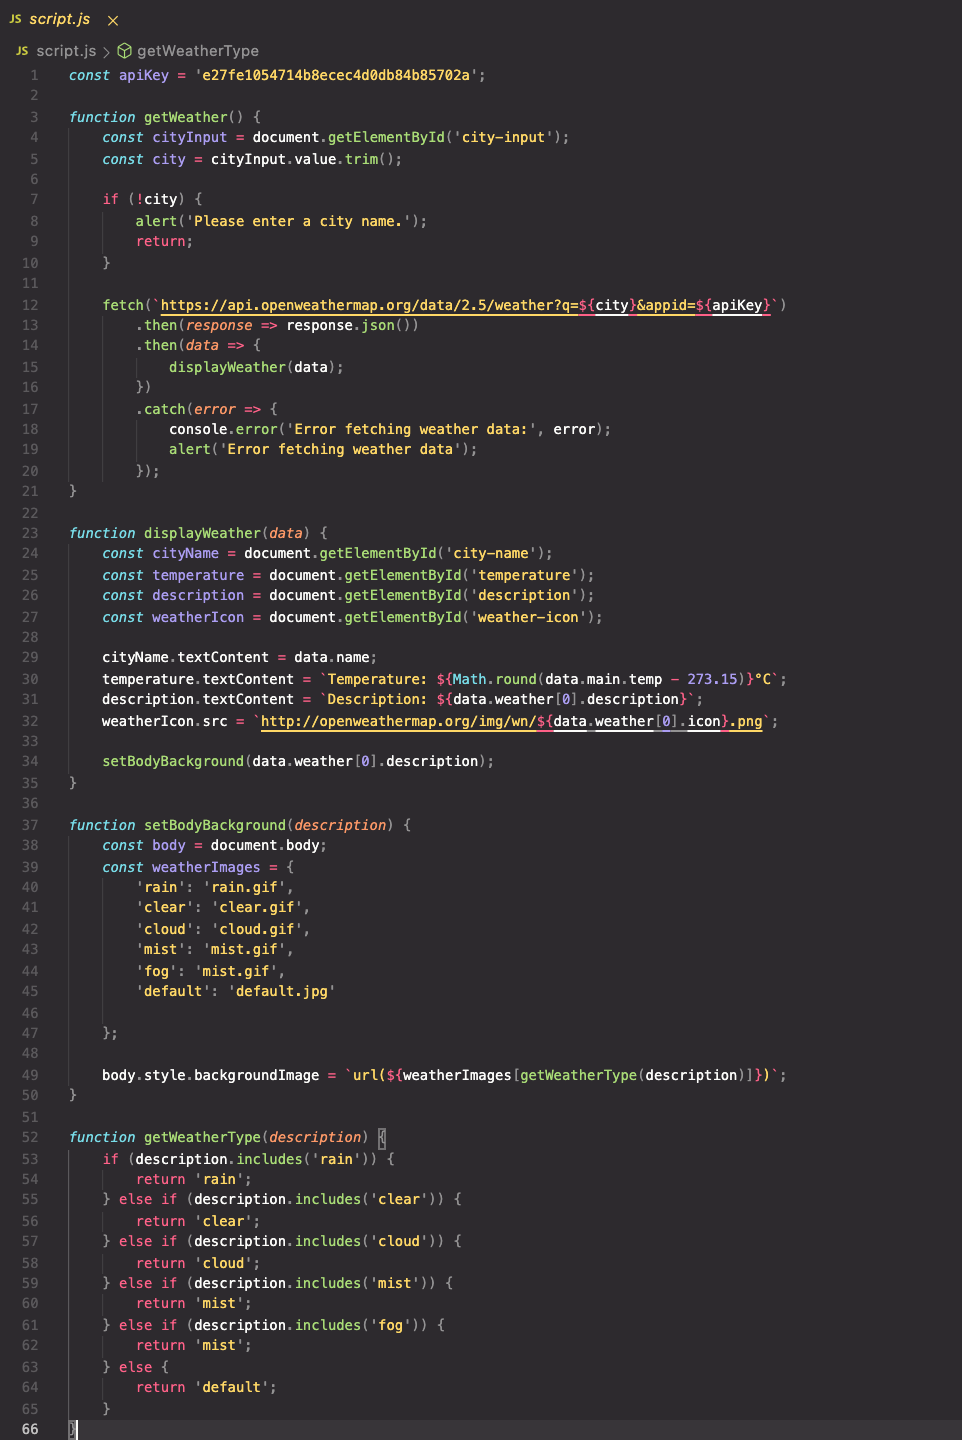 JS script.js ×
JS script.js > getWeatherType
1 const apiKey = 'e27fe1054714b8ecec4d0db84b85702a';
2
3 function getWeather() {
4     const cityInput = document.getElementById('city-input');
5     const city = cityInput.value.trim();
6
7     if (!city) {
8         alert('Please enter a city name.');
9         return;
10     }
11
12     fetch(`https://api.openweathermap.org/data/2.5/weather?q=${city}&appid=${apiKey}`)
13         .then(response => response.json())
14         .then(data => {
15             displayWeather(data);
16         })
17         .catch(error => {
18             console.error('Error fetching weather data:', error);
19             alert('Error fetching weather data');
20         });
21 }
22
23 function displayWeather(data) {
24     const cityName = document.getElementById('city-name');
25     const temperature = document.getElementById('temperature');
26     const description = document.getElementById('description');
27     const weatherIcon = document.getElementById('weather-icon');
28
29     cityName.textContent = data.name;
30     temperature.textContent = `Temperature: ${Math.round(data.main.temp - 273.15)}°C`;
31     description.textContent = `Description: ${data.weather[0].description}`;
32     weatherIcon.src = `http://openweathermap.org/img/wn/${data.weather[0].icon}.png`;
33
34     setBodyBackground(data.weather[0].description);
35 }
36
37 function setBodyBackground(description) {
38     const body = document.body;
39     const weatherImages = {
40         'rain': 'rain.gif',
41         'clear': 'clear.gif',
42         'cloud': 'cloud.gif',
43         'mist': 'mist.gif',
44         'fog': 'mist.gif',
45         'default': 'default.jpg'
46
47     };
48
49     body.style.backgroundImage = `url(${weatherImages[getWeatherType(description)]})`;
50 }
51
52 function getWeatherType(description) {
53     if (description.includes('rain')) {
54         return 'rain';
55     } else if (description.includes('clear')) {
56         return 'clear';
57     } else if (description.includes('cloud')) {
58         return 'cloud';
59     } else if (description.includes('mist')) {
60         return 'mist';
61     } else if (description.includes('fog')) {
62         return 'mist';
63     } else {
64         return 'default';
65     }
66 }